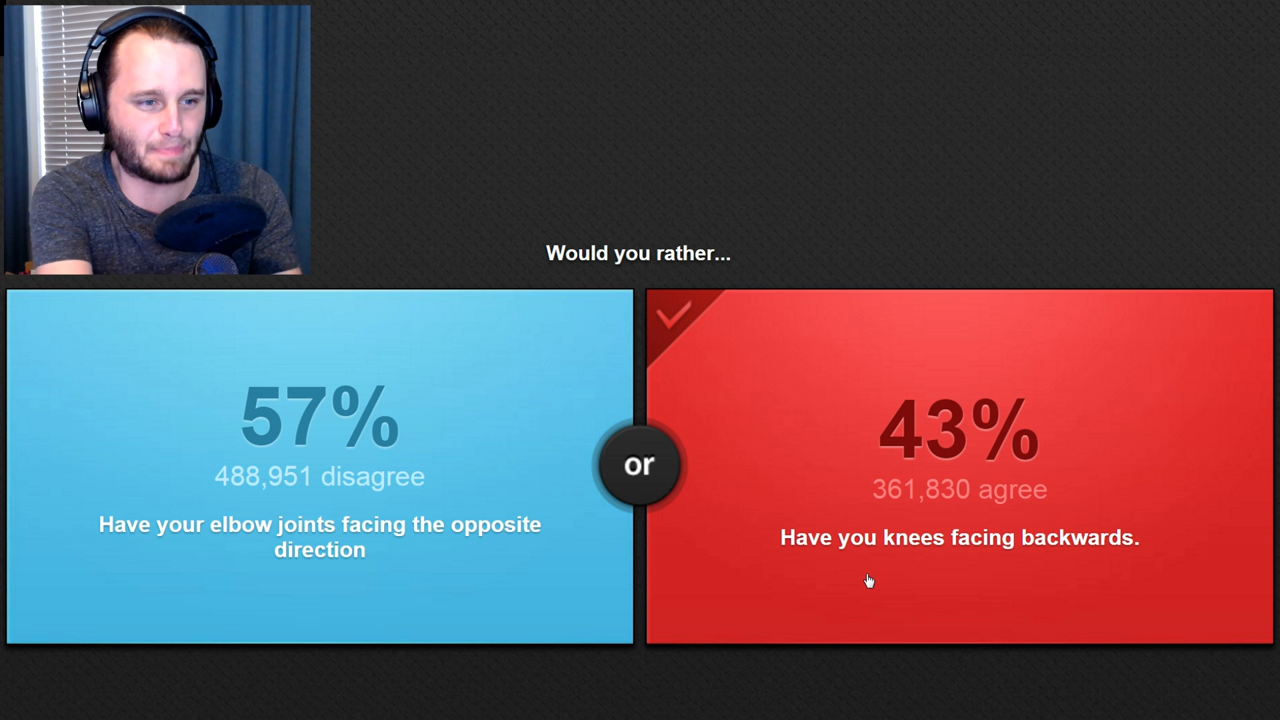 Would you rather...
57%
488,951 disagree
Have your elbow joints facing the opposite
direction
or
43%
361,830 agree
Have you knees facing backwards.